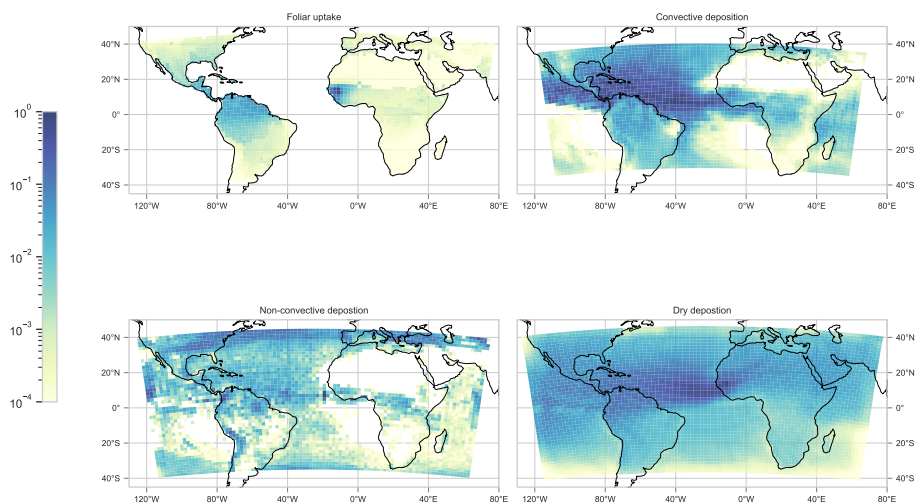 Foliar uptake
Convective deposition
40°N
20°N
0°
20°S
40°S
120°W 80°W 40°W 0°W 40°E
40°N
20°N
0°
20°S
40°S
120°W 80°W 40°W 0°W 40°E 80°E
10^0
10^-1
10^-2
10^-3
10^-4
Non-convective depostion
Dry depostion
40°N
20°N
0°
20°S
40°S
120°W 80°W 40°W 0°W 40°E
40°N
20°N
0°
20°S
40°S
120°W 80°W 40°W 0°W 40°E 80°E